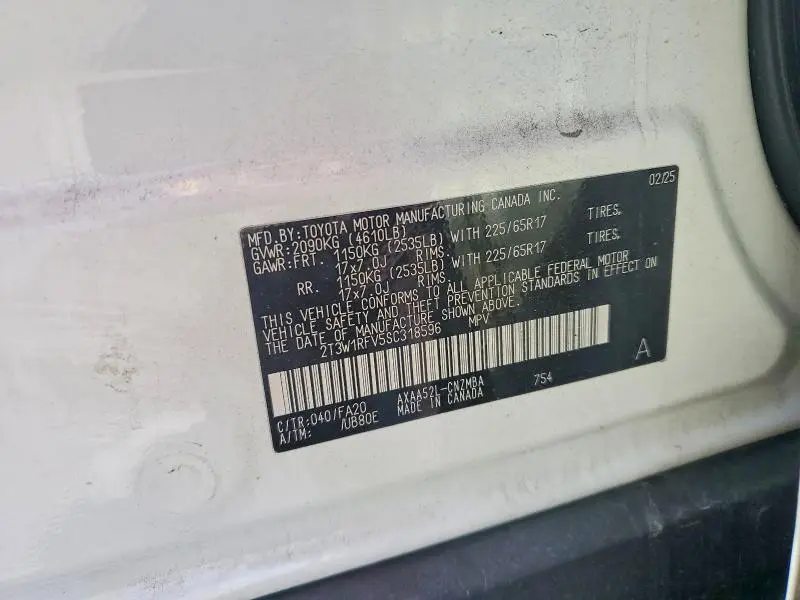 MFD.BY:TOYOTA MOTOR MANUFACTURING CANADA INC. 02/25
GVWR:2090KG (4610LB)
GAWR:FRT. 1150KG (2535LB) WITH 225/65R17 TIRES,
17x7.0J RIMS.
RR. 1150KG (2535LB) WITH 225/65R17 TIRES,
17x7.0J RIMS.
THIS VEHICLE CONFORMS TO ALL APPLICABLE FEDERAL MOTOR
VEHICLE SAFETY AND THEFT PREVENTION STANDARDS IN EFFECT ON
THE DATE OF MANUFACTURE SHOWN ABOVE.
2T3W1RFV5SC318596 MPV
A
C/TR:040/FA20 AXAA52L-CNZMBA 754
A/TM: /UB80E MADE IN CANADA